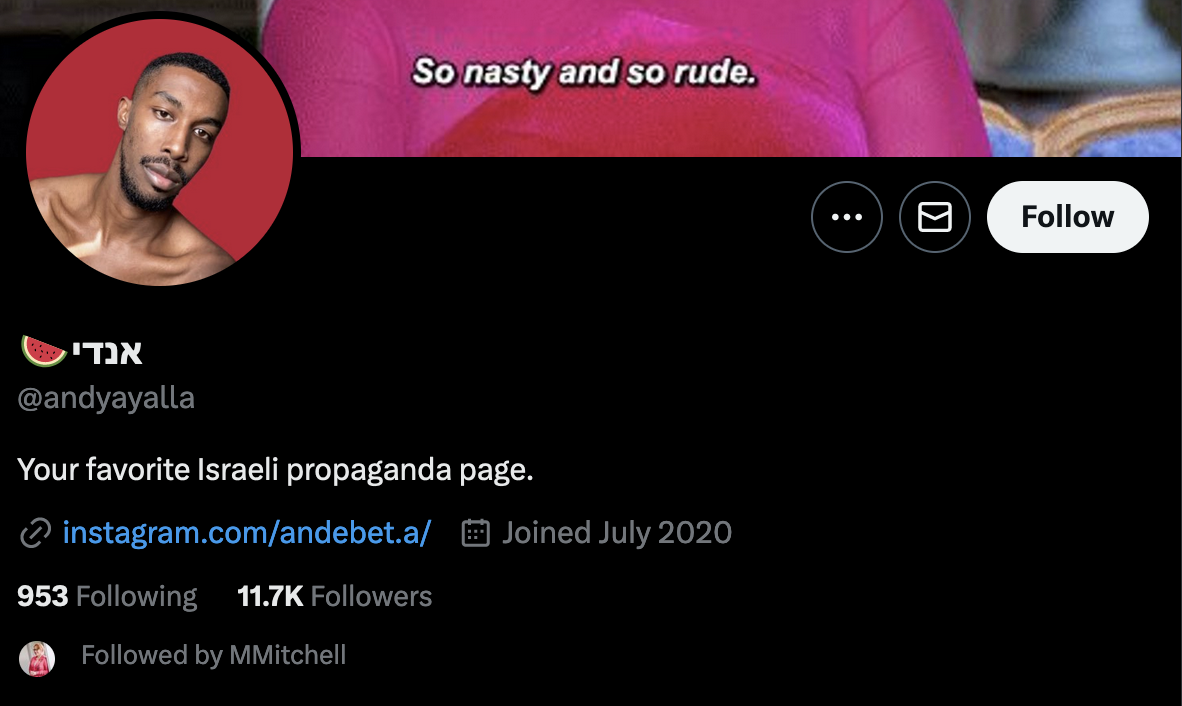 So nasty and so rude.
Follow
🍉אנדי
@andyayalla
Your favorite Israeli propaganda page.
instagram.com/andebet.a/ Joined July 2020
953 Following 11.7K Followers
Followed by MMitchell